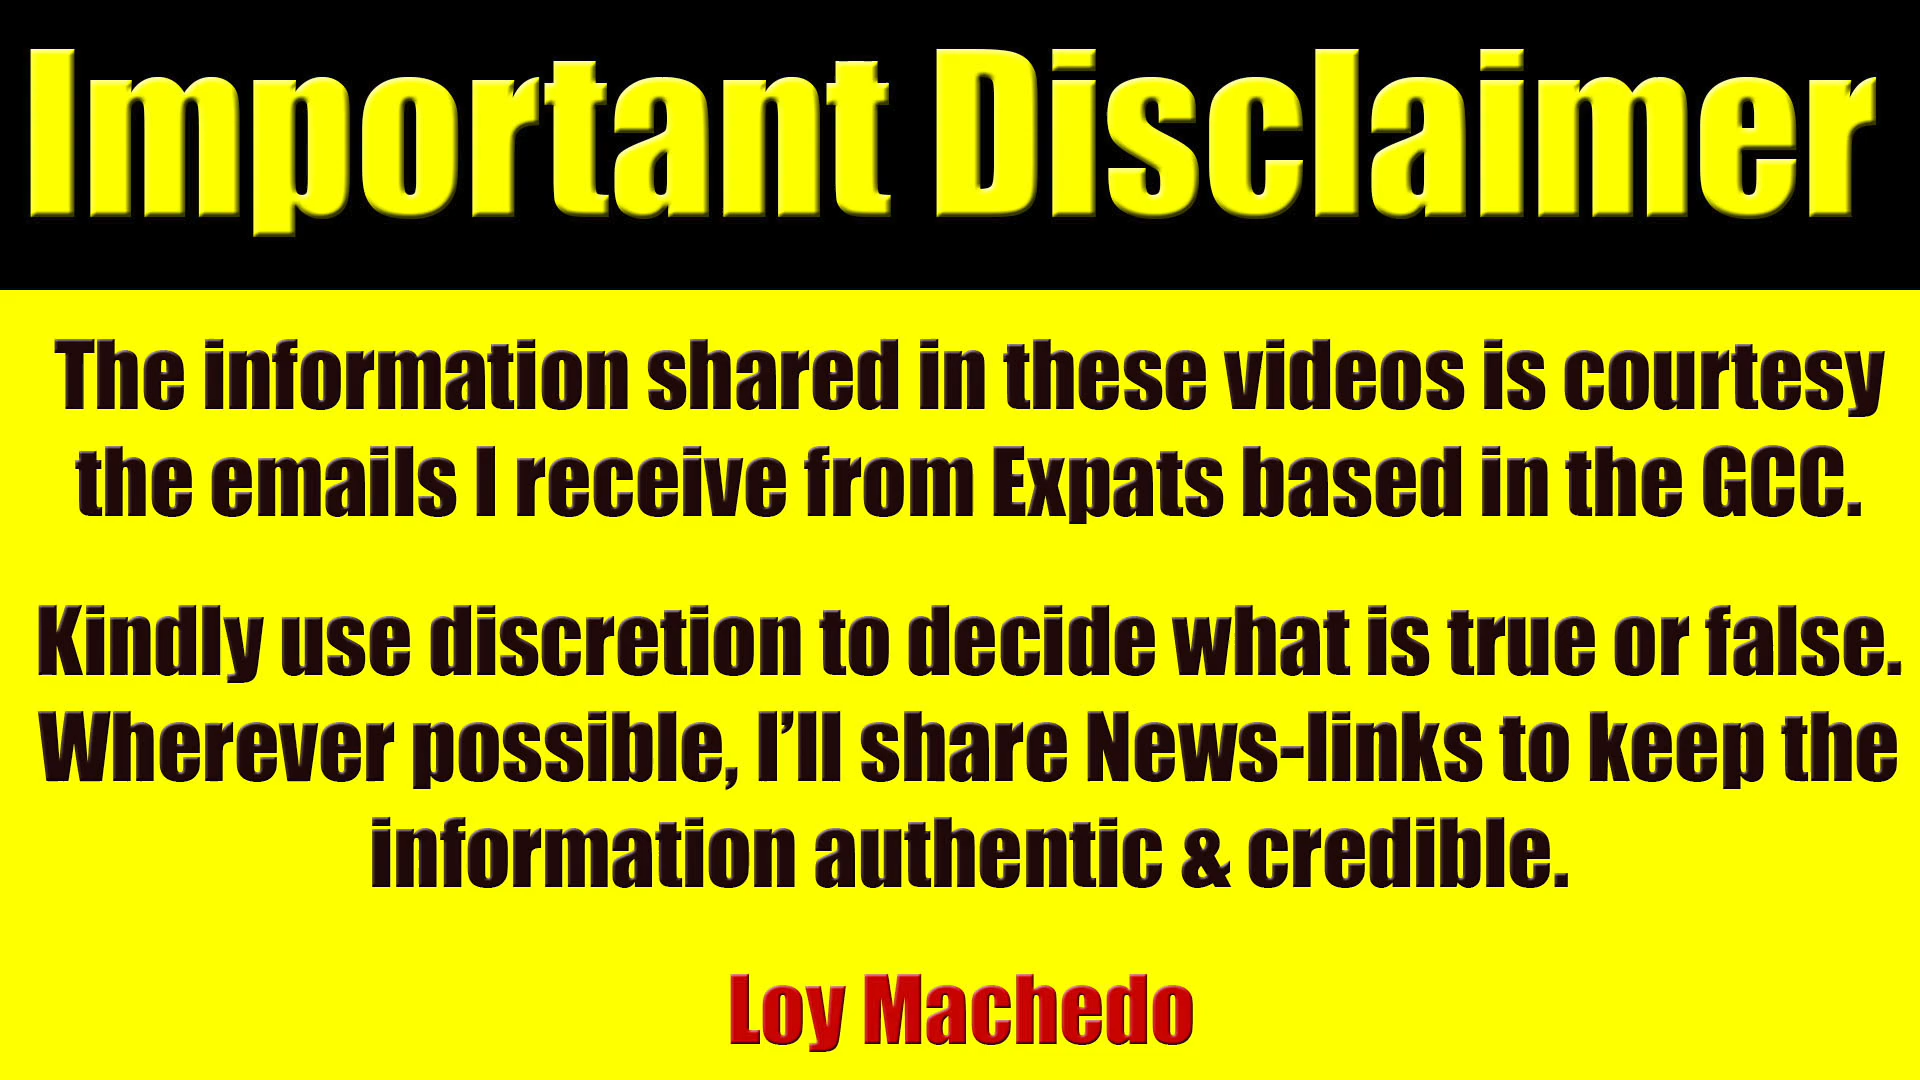 Important Disclaimer
The information shared in these videos is courtesy
the emails I receive from Expats based in the GCC.
Kindly use discretion to decide what is true or false.
Wherever possible, I’ll share News-links to keep the
information authentic & credible.
Loy Machedo